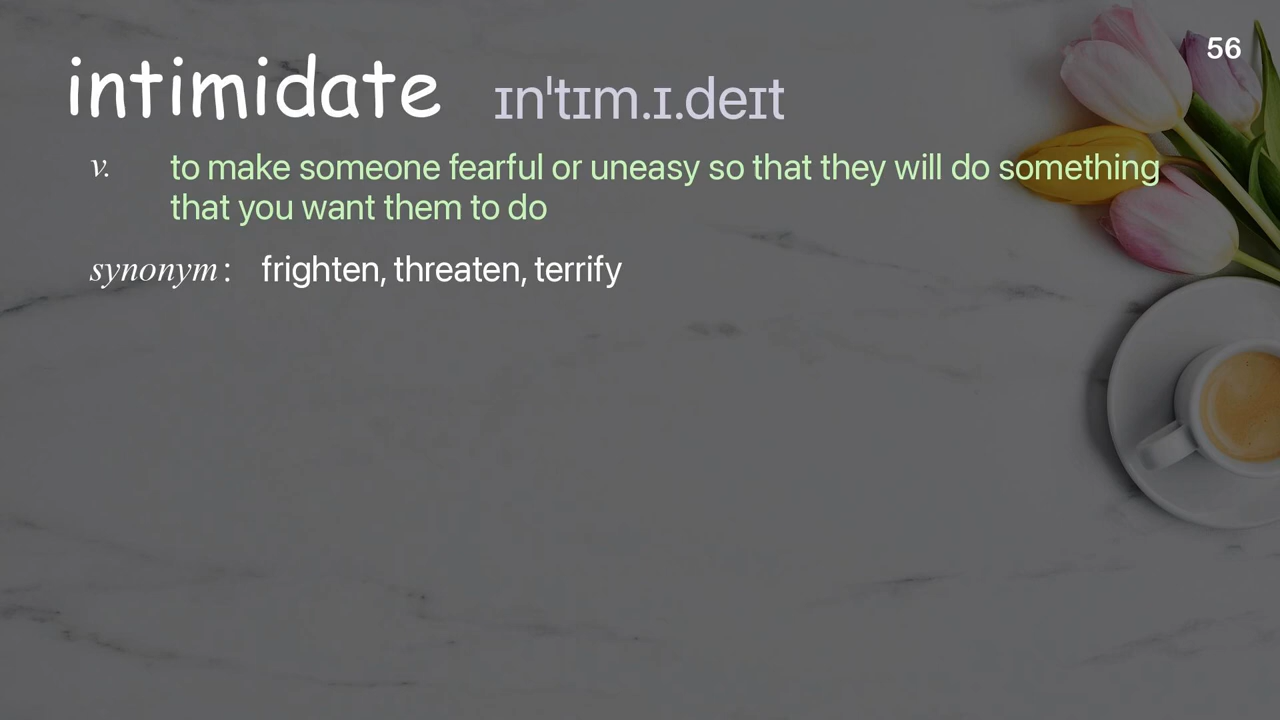 56
intimidate ɪnˈtɪm.ɪ.deɪt
v. to make someone fearful or uneasy so that they will do something
that you want them to do
synonym : frighten, threaten, terrify